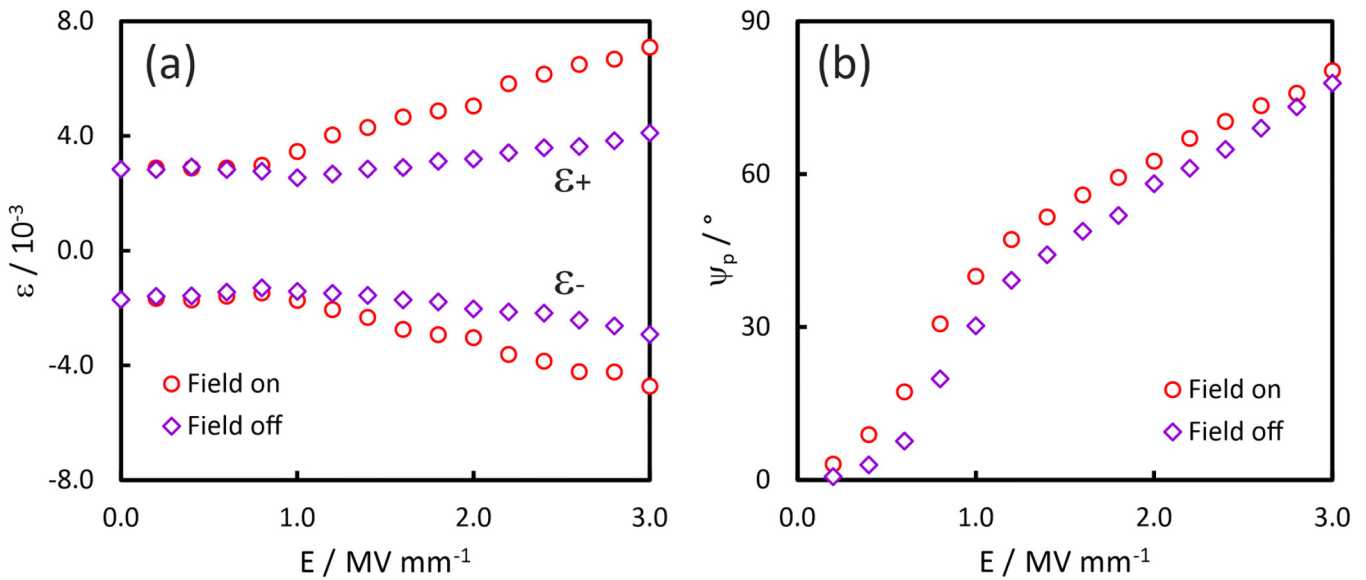 (a)
8.0
4.0
0.0
-4.0
-8.0
ε / 10⁻³
ε+
ε-
Field on
Field off
0.0 1.0 2.0 3.0
E / MV mm⁻¹
(b)
90
60
30
0
ψₚ / °
Field on
Field off
0.0 1.0 2.0 3.0
E / MV mm⁻¹